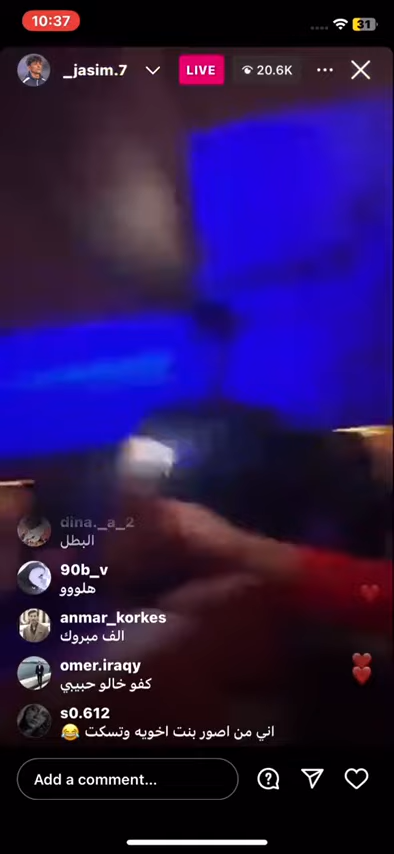 10:37
31
_jasim.7
LIVE
20.6K
dina._a_2
البطل
90b_v
هلووو
anmar_korkes
الف مبروك
omer.iraqy
كفو خالو حبيبي
s0.612
اني من اصور بنت اخويه وتسكت 😂
Add a comment...